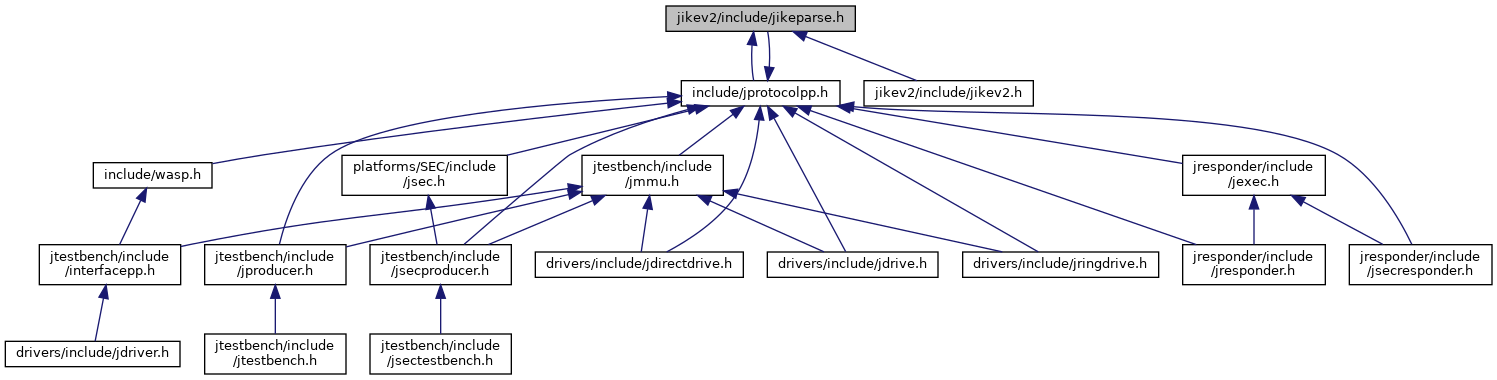 jikev2/include/jikeparse.h
include/jprotocolpp.h
jikev2/include/jikev2.h
include/wasp.h
platforms/SEC/include
/jsec.h
jtestbench/include
/jmmu.h
jresponder/include
/jexec.h
jtestbench/include
/interfacepp.h
jtestbench/include
/jproducer.h
jtestbench/include
/jsecproducer.h
drivers/include/jdirectdrive.h
drivers/include/jdrive.h
drivers/include/jringdrive.h
jresponder/include
/jresponder.h
jresponder/include
/jsecresponder.h
drivers/include/jdriver.h
jtestbench/include
/jtestbench.h
jtestbench/include
/jsectestbench.h